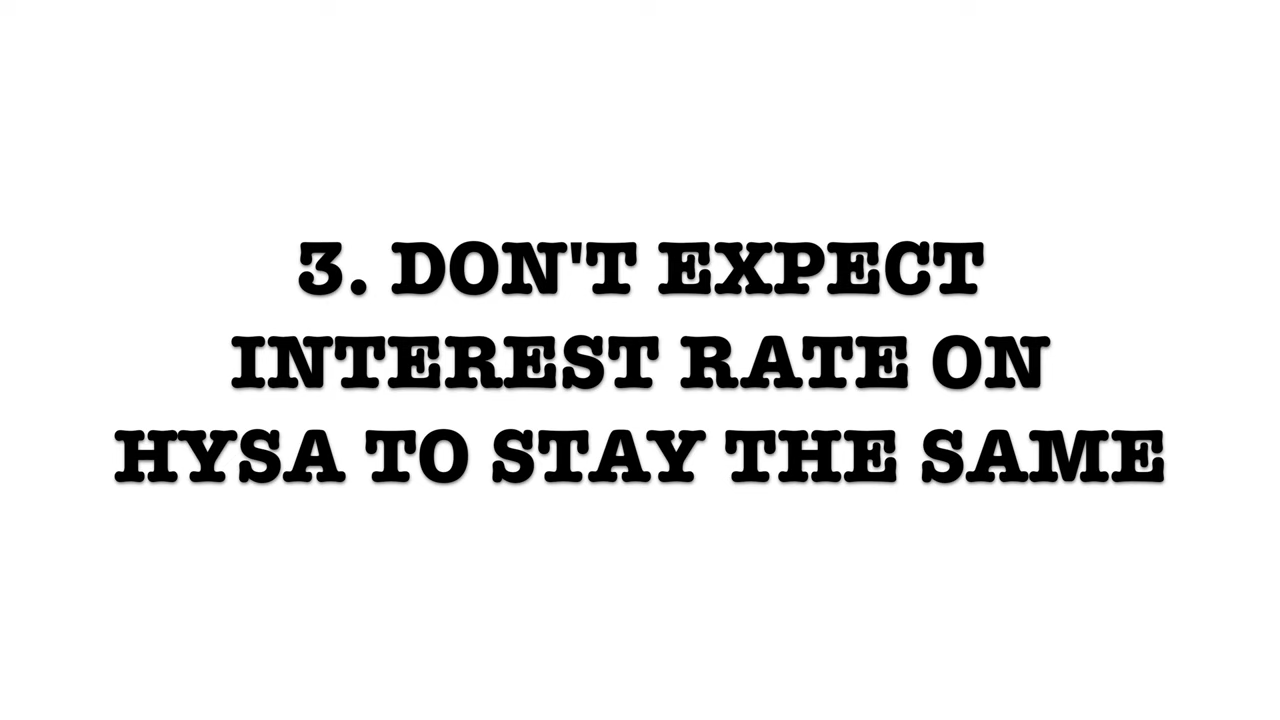 3. DON'T EXPECT
INTEREST RATE ON
HYSA TO STAY THE SAME